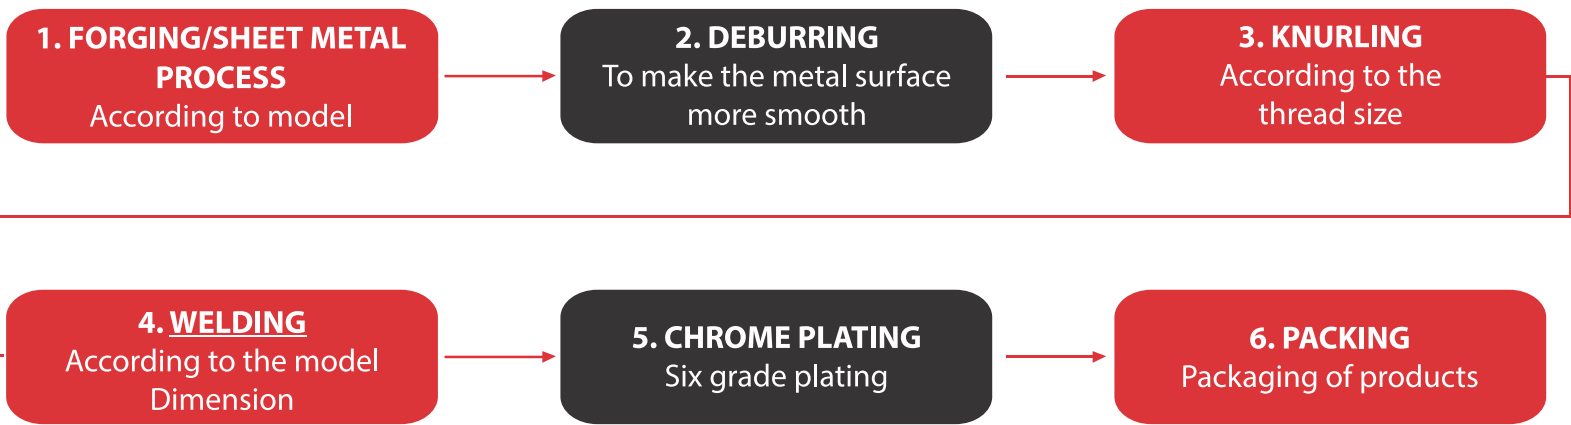 1. FORGING/SHEET METAL
PROCESS
According to model
2. DEBURRING
To make the metal surface
more smooth
3. KNURLING
According to the
thread size
4. WELDING
According to the model
Dimension
5. CHROME PLATING
Six grade plating
6. PACKING
Packaging of products